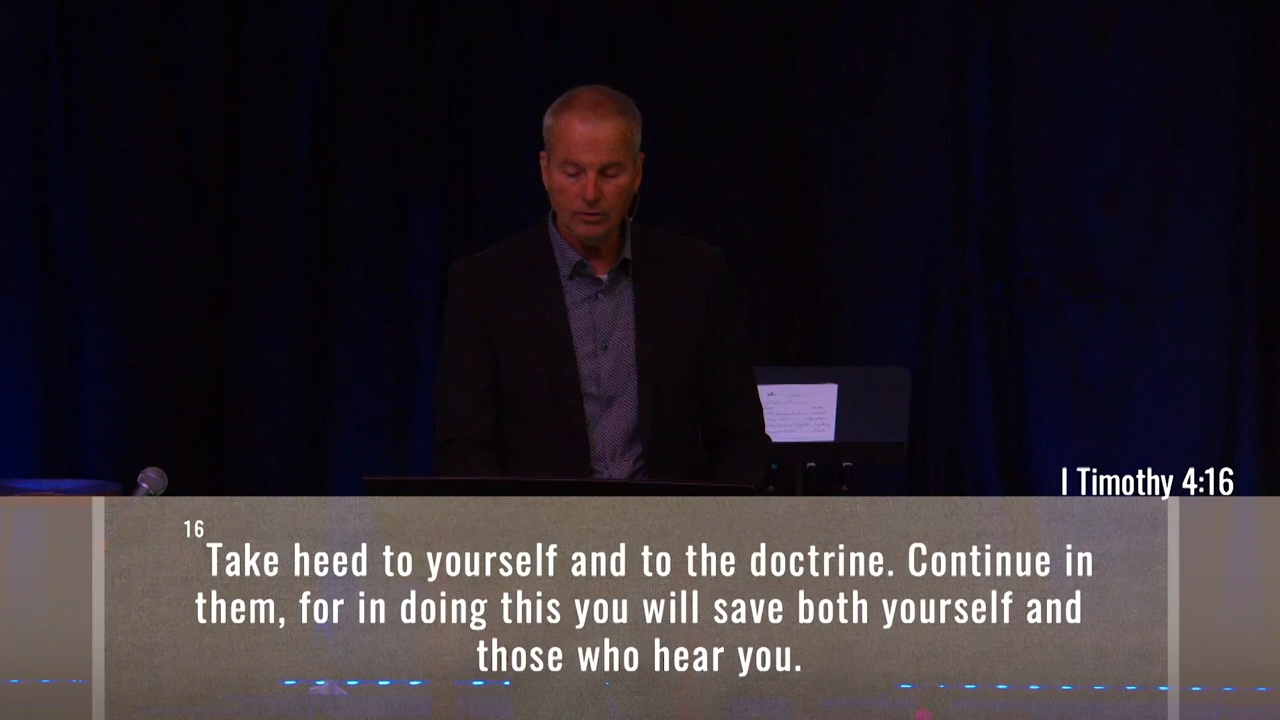 I Timothy 4:16
16
Take heed to yourself and to the doctrine. Continue in
them, for in doing this you will save both yourself and
those who hear you.